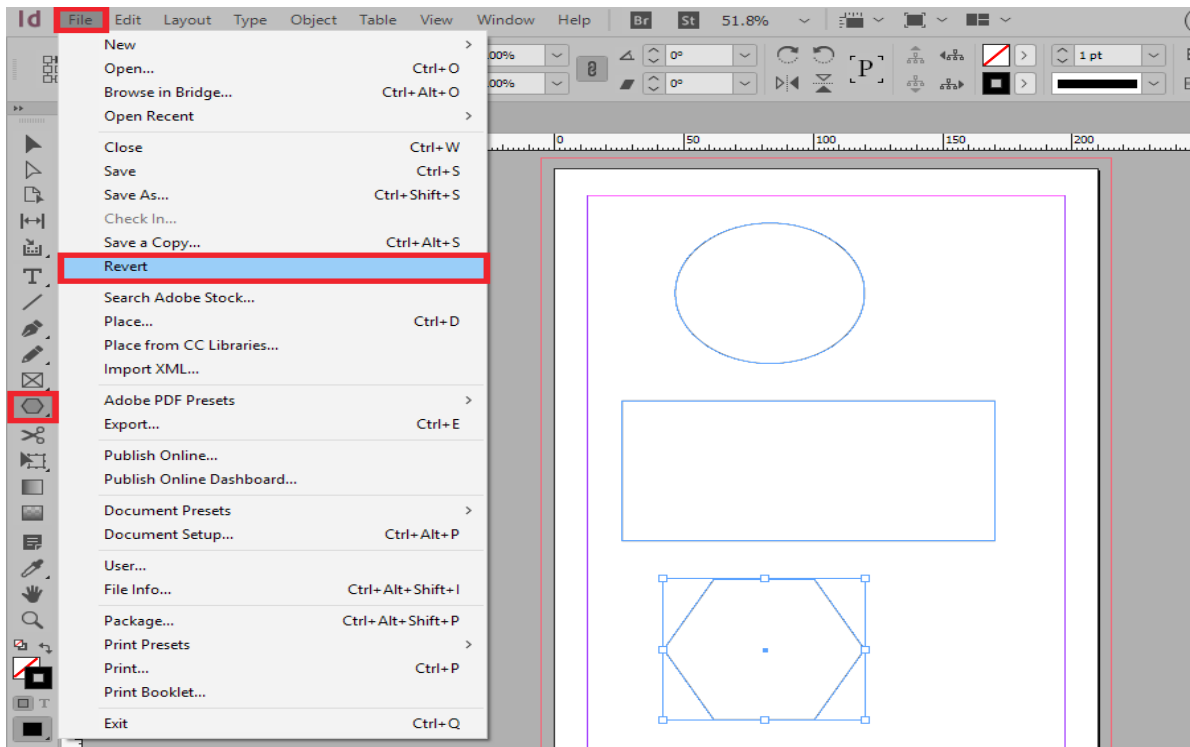 Id File Edit Layout Type Object Table View Window Help Br St 51.8%
New >
Open... Ctrl+O
Browse in Bridge... Ctrl+Alt+O
Open Recent >
Close Ctrl+W
Save Ctrl+S
Save As... Ctrl+Shift+S
Check In...
Save a Copy... Ctrl+Alt+S
Revert
Search Adobe Stock...
Place... Ctrl+D
Place from CC Libraries...
Import XML...
Adobe PDF Presets >
Export... Ctrl+E
Publish Online...
Publish Online Dashboard...
Document Presets >
Document Setup... Ctrl+Alt+P
User...
File Info... Ctrl+Alt+Shift+I
Package... Ctrl+Alt+Shift+P
Print Presets >
Print... Ctrl+P
Print Booklet...
Exit Ctrl+Q
00% 0° P 1 pt
00% 0°
0 50 100 150 200
T
T